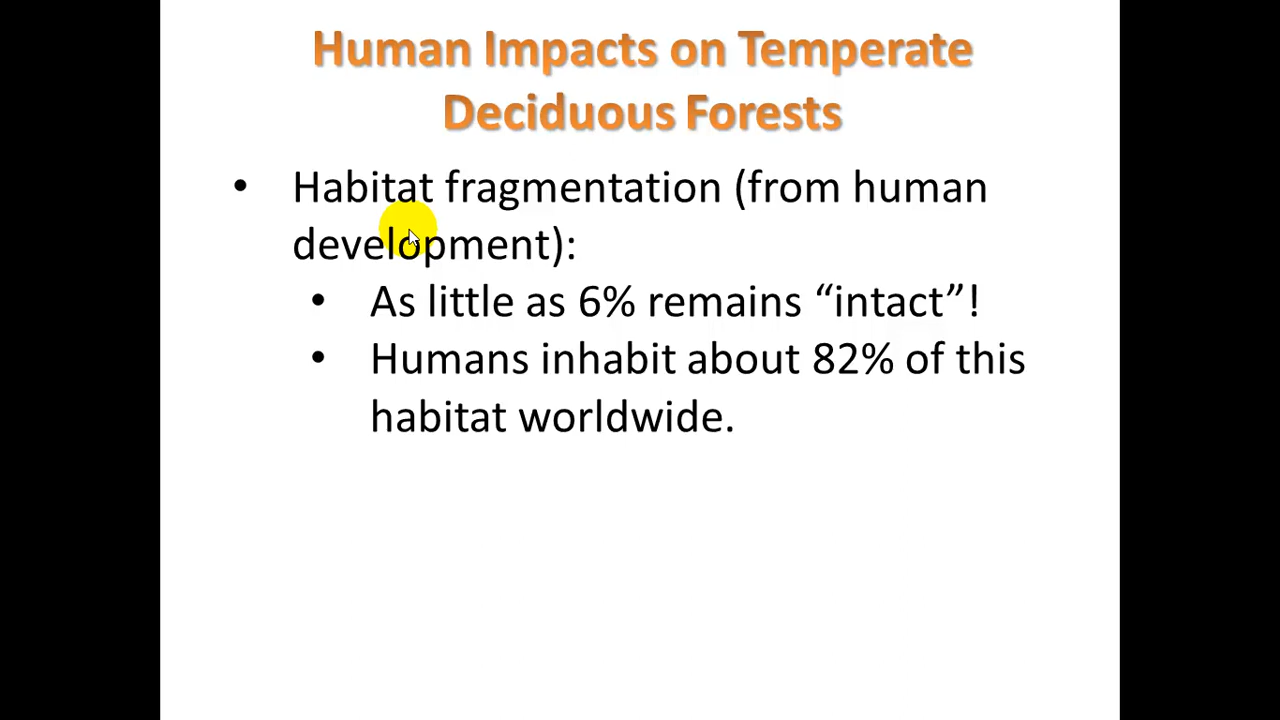 Human Impacts on Temperate
Deciduous Forests
• Habitat fragmentation (from human
development):
• As little as 6% remains “intact”!
• Humans inhabit about 82% of this
habitat worldwide.